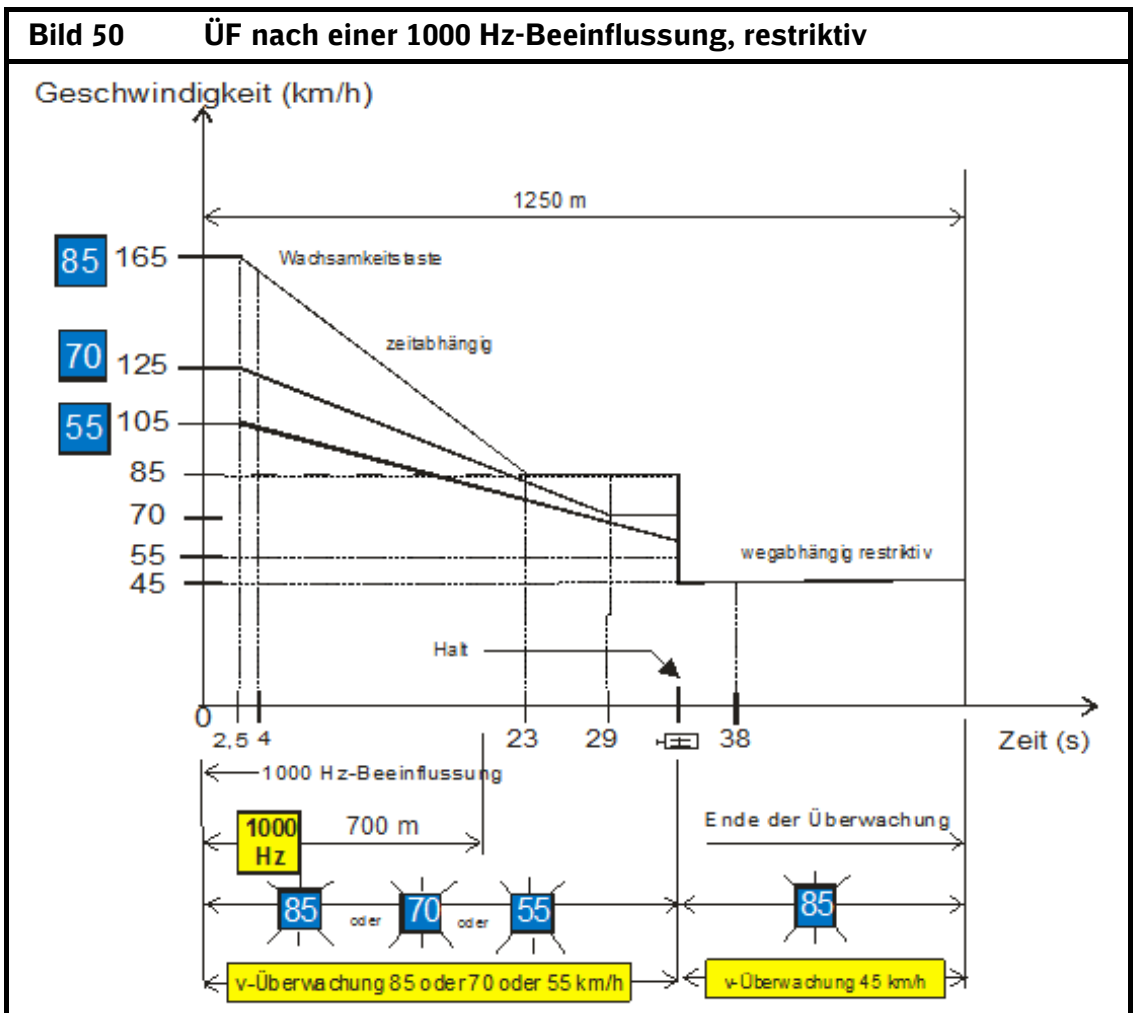 Bild 50 ÜF nach einer 1000 Hz-Beeinflussung, restriktiv
Geschwindigkeit (km/h)
1250 m
85 165
Wachsamkeitstaste
zeitabhängig
70 125
55 105
85
70
55
wegabhängig restriktiv
45
Halt
0
2,5 4 23 29 38 Zeit (s)
1000 Hz-Beeinflussung
1000 Hz
700 m
Ende der Überwachung
85 oder 70 oder 55
85
v-Überwachung 85 oder 70 oder 55 km/h
v-Überwachung 45 km/h